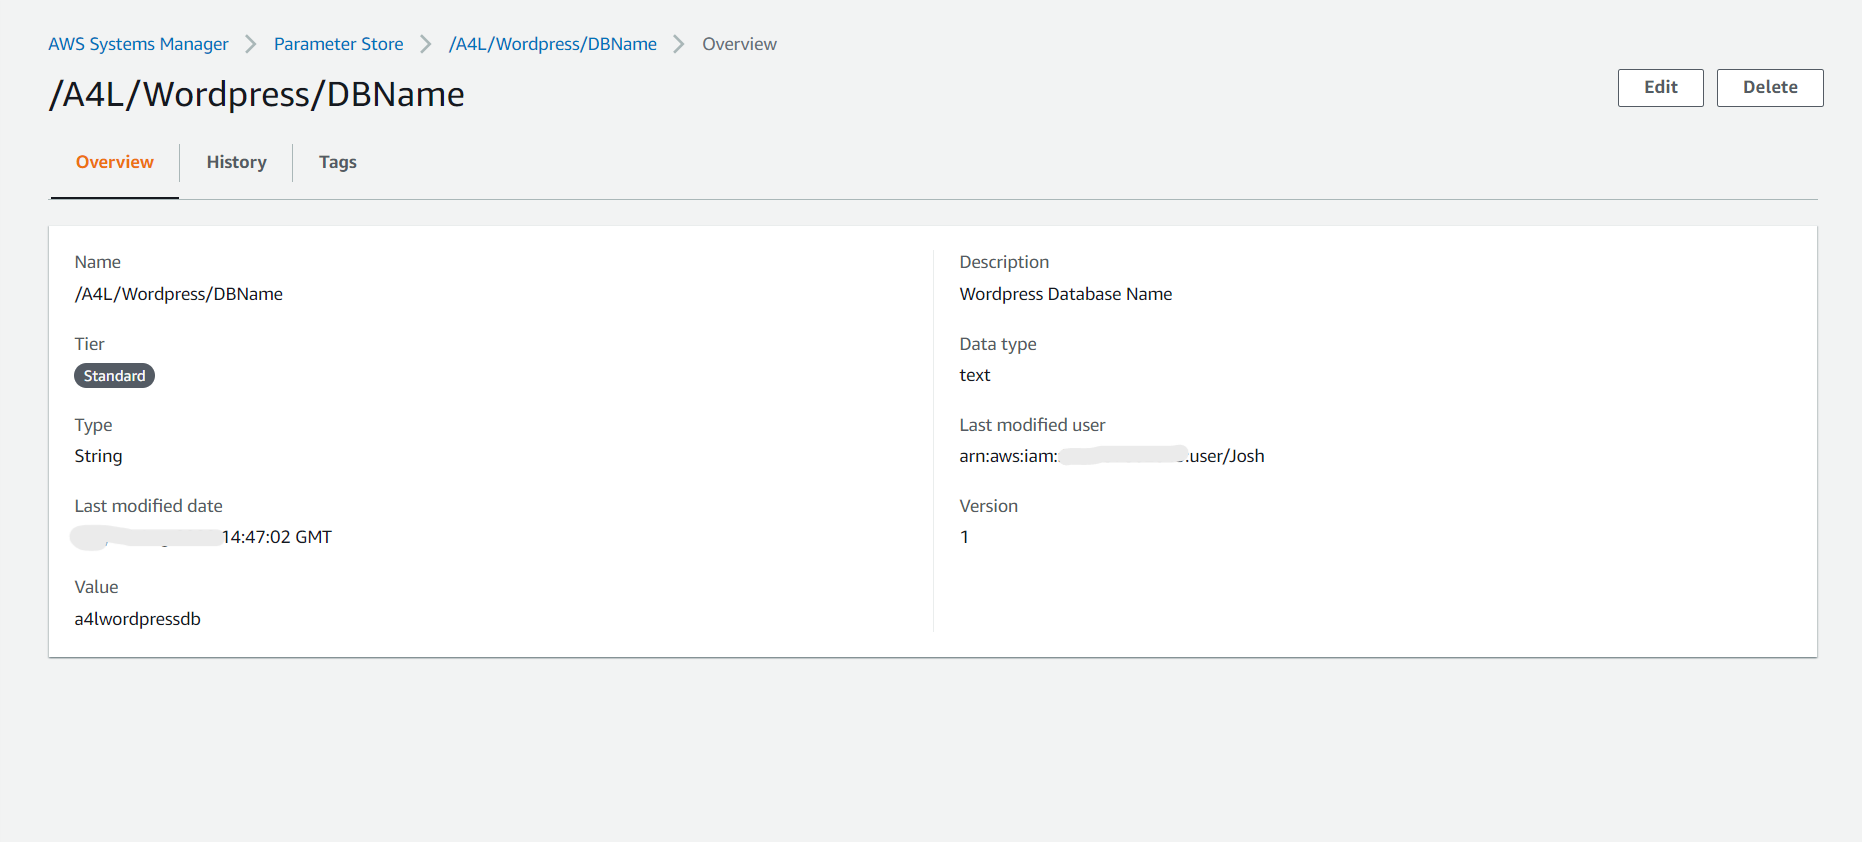 AWS Systems Manager > Parameter Store > /A4L/Wordpress/DBName > Overview
/A4L/Wordpress/DBName
Edit
Delete
Overview
History
Tags
Name
/A4L/Wordpress/DBName
Tier
Standard
Type
String
Last modified date
14:47:02 GMT
Value
a4lwordpressdb
Description
Wordpress Database Name
Data type
text
Last modified user
arn:aws:iam: :user/Josh
Version
1